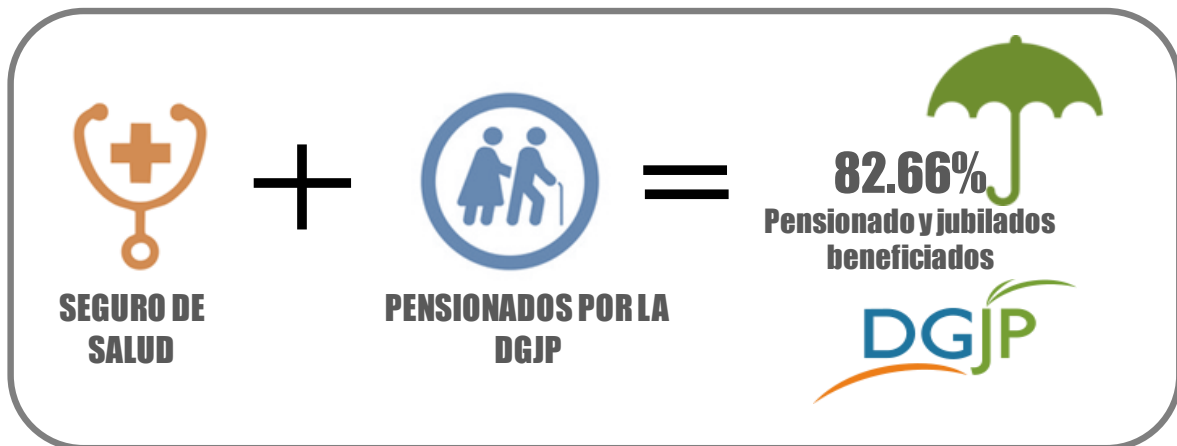 SEGURO DE
SALUD
PENSIONADOS POR LA
DGJP
82.66%
Pensionado y jubilados
beneficiados
DGJP